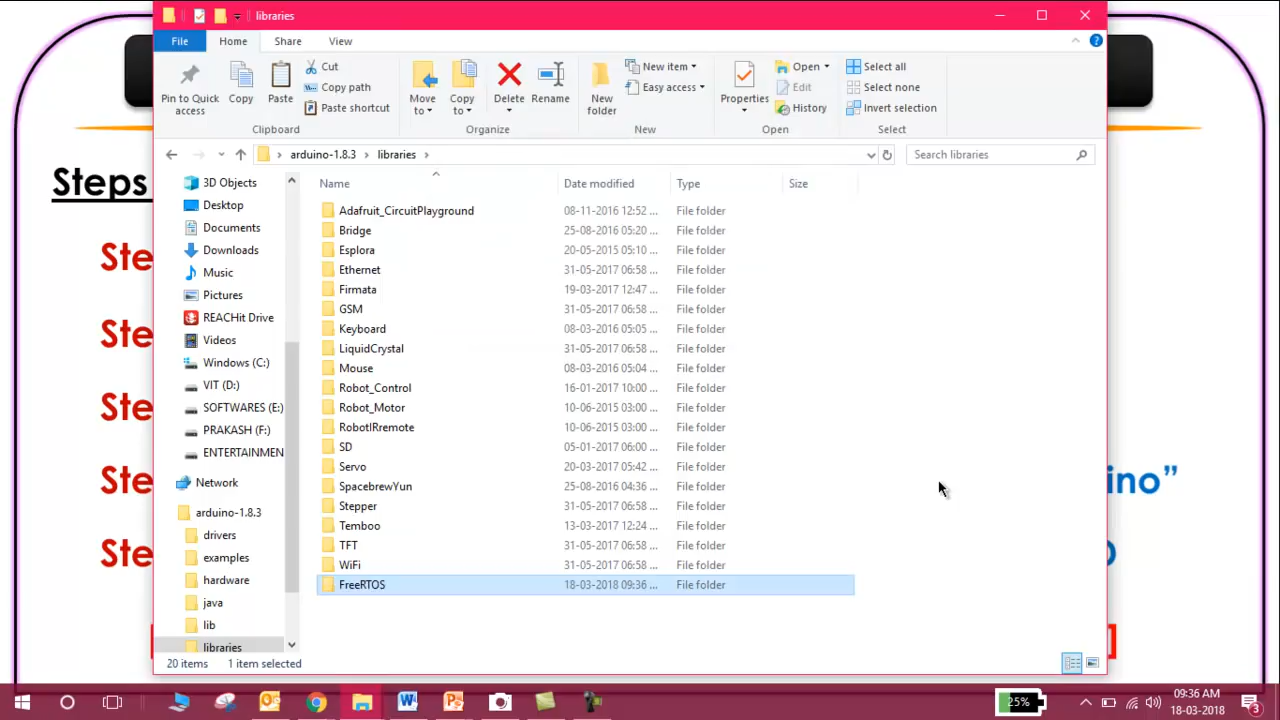 libraries
File Home Share View
Pin to Quick access
Copy
Paste
Cut
Copy path
Paste shortcut
Clipboard
Move to
Copy to
Delete
Rename
Organize
New folder
New item
Easy access
New
Properties
Open
Edit
History
Open
Select all
Select none
Invert selection
Select
arduino-1.8.3 libraries
Search libraries
3D Objects
Desktop
Documents
Downloads
Music
Pictures
REACHit Drive
Videos
Windows (C:)
VIT (D:)
SOFTWARES (E:)
PRAKASH (F:)
ENTERTAINMEN
Network
arduino-1.8.3
drivers
examples
hardware
java
lib
libraries
Name Date modified Type Size
Adafruit_CircuitPlayground 08-11-2016 12:52 ... File folder
Bridge 25-08-2016 05:20 ... File folder
Esplora 20-05-2015 05:10 ... File folder
Ethernet 31-05-2017 06:58 ... File folder
Firmata 19-03-2017 12:47 ... File folder
GSM 31-05-2017 06:58 ... File folder
Keyboard 08-03-2016 05:05 ... File folder
LiquidCrystal 31-05-2017 06:58 ... File folder
Mouse 08-03-2016 05:04 ... File folder
Robot_Control 16-01-2017 10:00 ... File folder
Robot_Motor 10-06-2015 03:00 ... File folder
RobotIRremote 10-06-2015 03:00 ... File folder
SD 05-01-2017 06:00 ... File folder
Servo 20-03-2017 05:42 ... File folder
SpacebrewYun 25-08-2016 04:36 ... File folder
Stepper 31-05-2017 06:58 ... File folder
Temboo 13-03-2017 12:24 ... File folder
TFT 31-05-2017 06:58 ... File folder
WiFi 31-05-2017 06:58 ... File folder
FreeRTOS 18-03-2018 09:36 ... File folder
20 items 1 item selected
Steps
Ste
Ste
Ste
Ste ino”
Ste
25%
09:36 AM
18-03-2018
3